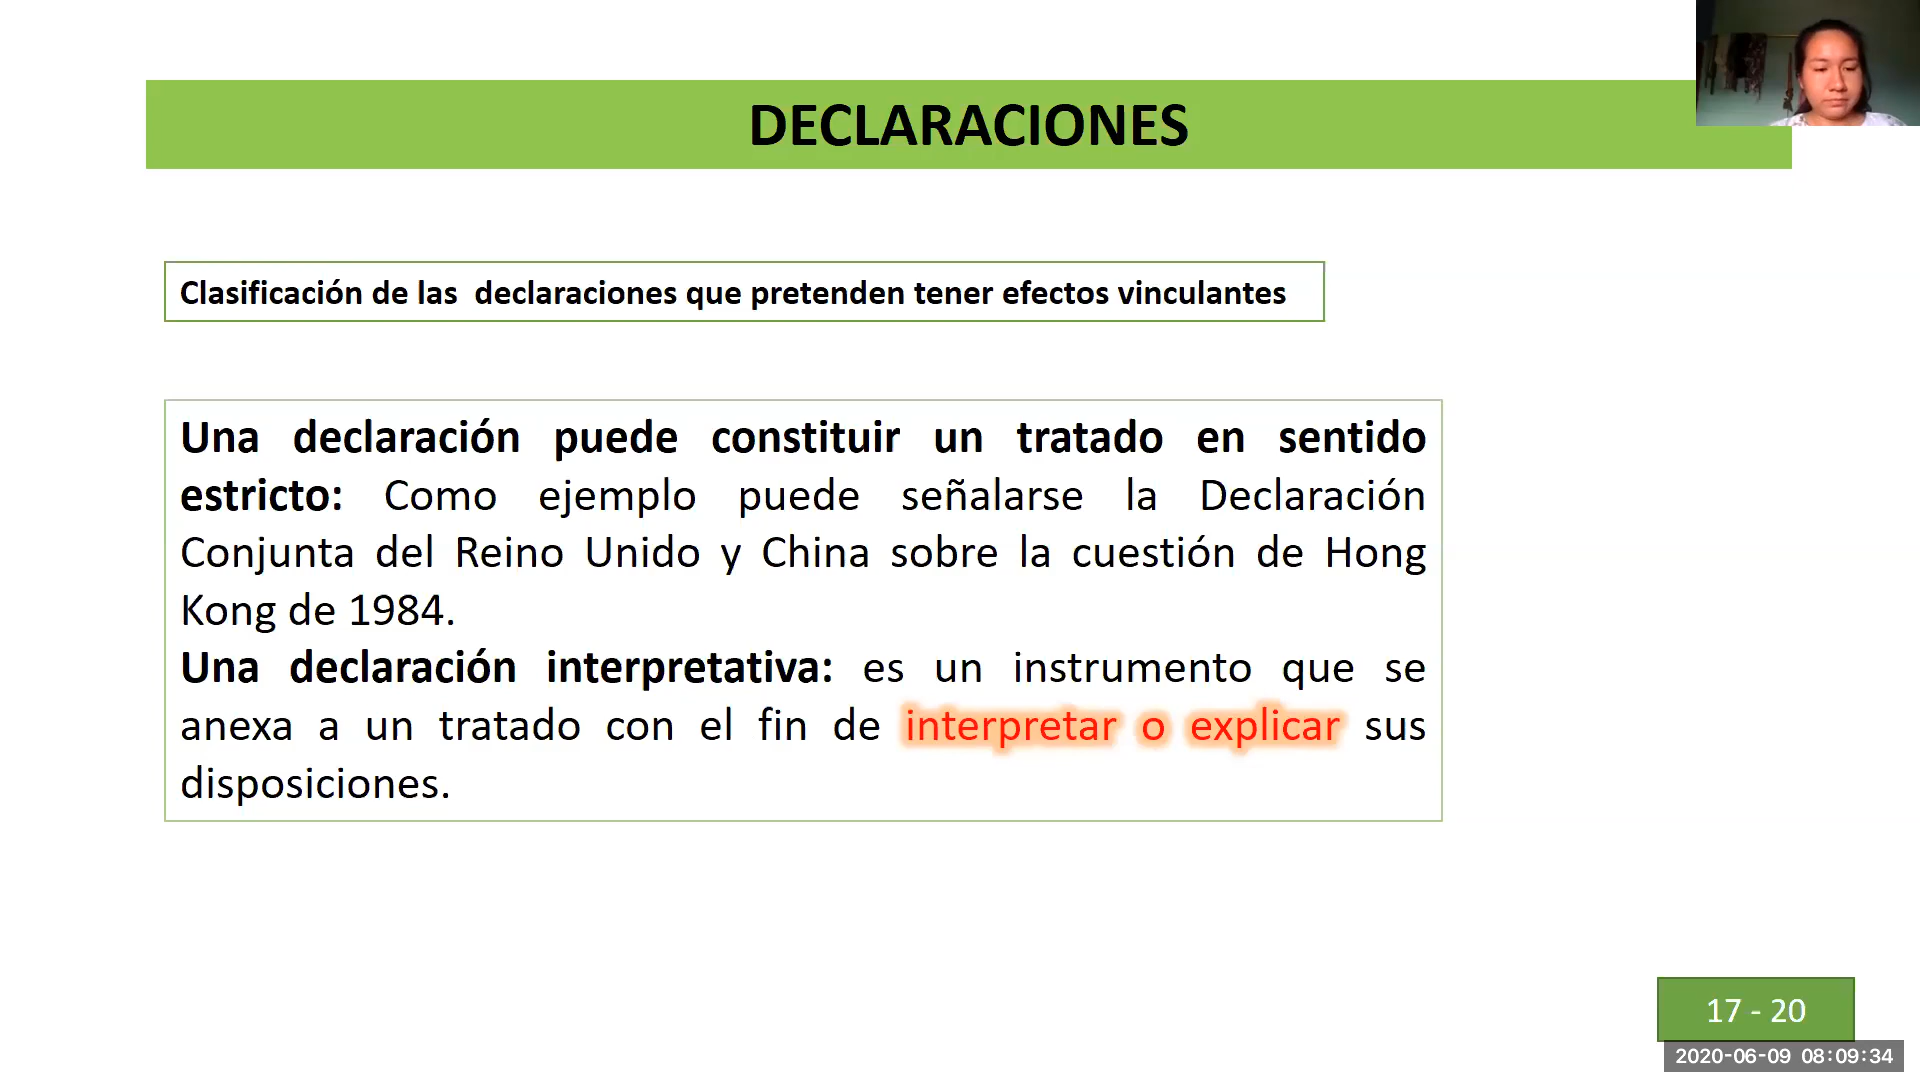 DECLARACIONES
Clasificación de las declaraciones que pretenden tener efectos vinculantes
Una declaración puede constituir un tratado en sentido
estricto: Como ejemplo puede señalarse la Declaración
Conjunta del Reino Unido y China sobre la cuestión de Hong
Kong de 1984.
Una declaración interpretativa: es un instrumento que se
anexa a un tratado con el fin de interpretar o explicar sus
disposiciones.
17 - 20
2020-06-09 08:09:34